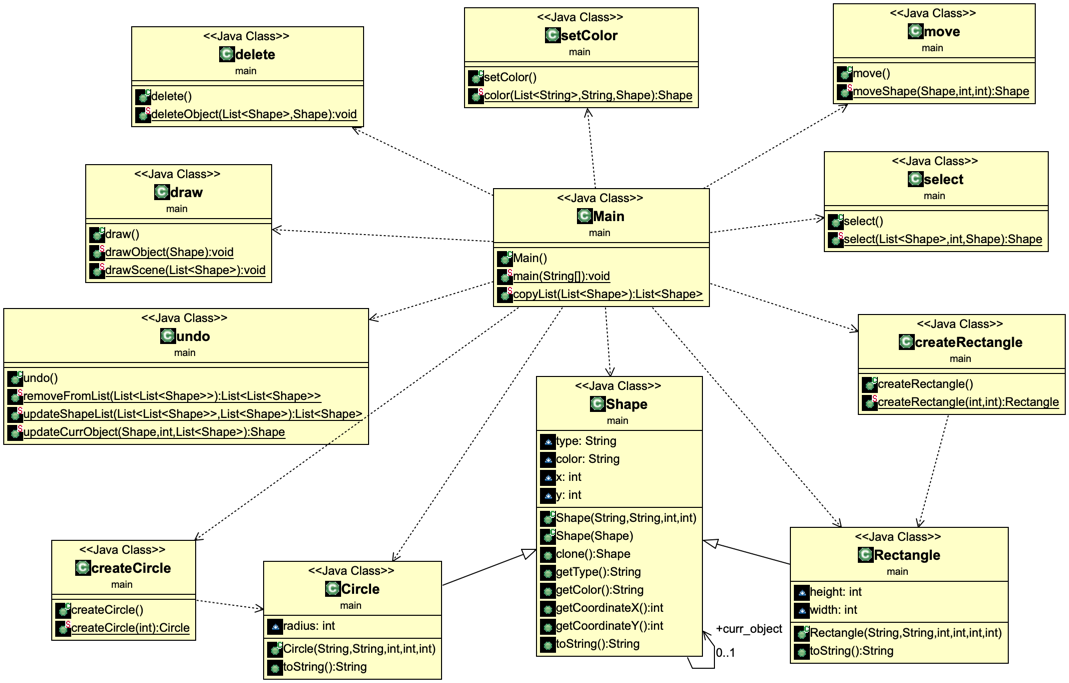 <<Java Class>>
delete
main
delete()
deleteObject(List<Shape>,Shape):void
<<Java Class>>
setColor
main
setColor()
color(List<String>,String,Shape):Shape
<<Java Class>>
move
main
move()
moveShape(Shape,int,int):Shape
<<Java Class>>
draw
main
draw()
drawObject(Shape):void
drawScene(List<Shape>):void
<<Java Class>>
Main
main
Main()
main(String[]):void
copyList(List<Shape>):List<Shape>
<<Java Class>>
select
main
select()
select(List<Shape>,int,Shape):Shape
<<Java Class>>
undo
main
undo()
removeFromList(List<List<Shape>>):List<List<Shape>>
updateShapeList(List<List<Shape>>,List<Shape>):List<Shape>
updateCurrObject(Shape,int,List<Shape>):Shape
<<Java Class>>
createRectangle
main
createRectangle()
createRectangle(int,int):Rectangle
<<Java Class>>
Shape
main
type: String
color: String
x: int
y: int
Shape(String,String,int,int)
Shape(Shape)
clone():Shape
getType():String
getColor():String
getCoordinateX():int
getCoordinateY():int
toString():String
+curr_object
0..1
<<Java Class>>
createCircle
main
createCircle()
createCircle(int):Circle
<<Java Class>>
Circle
main
radius: int
Circle(String,String,int,int,int)
toString():String
<<Java Class>>
Rectangle
main
height: int
width: int
Rectangle(String,String,int,int,int,int)
toString():String